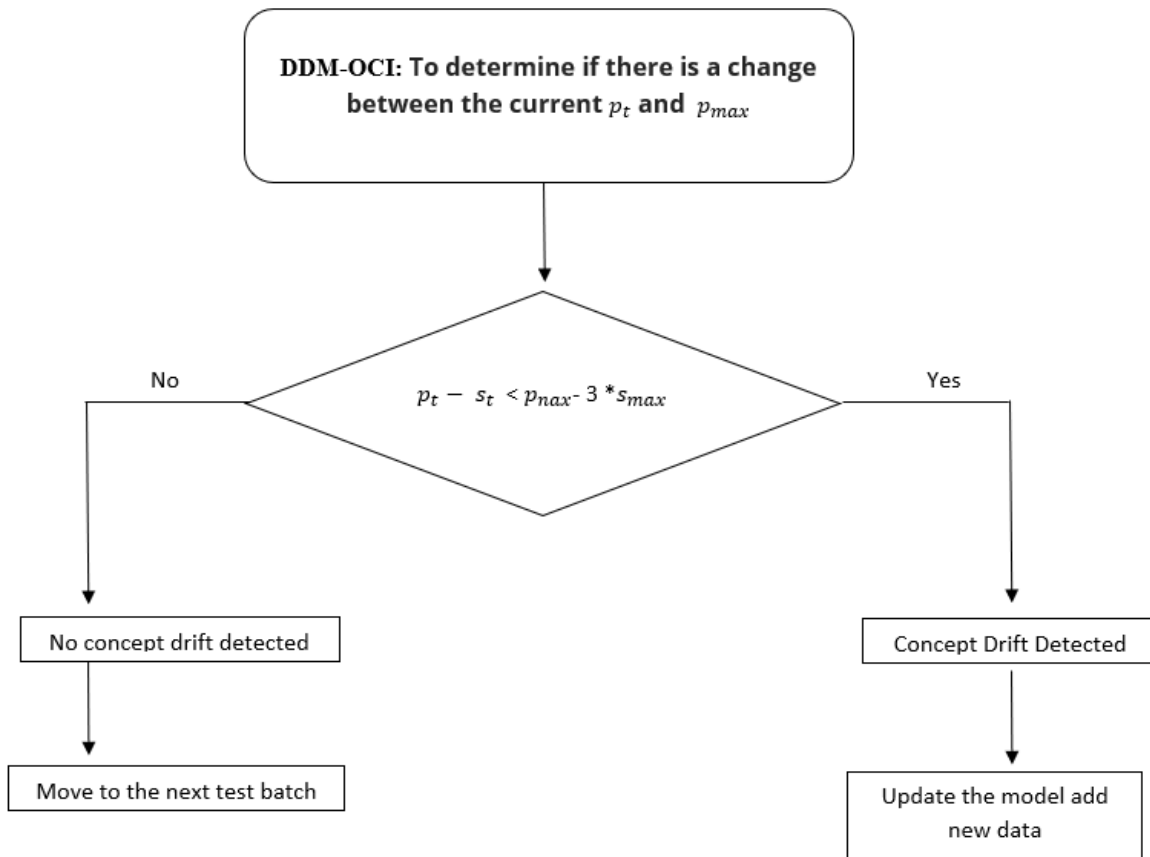 DDM-OCI: To determine if there is a change
between the current p_t and p_max
No
Yes
p_t − s_t < p_nax- 3 *s_max
No concept drift detected
Concept Drift Detected
Move to the next test batch
Update the model add
new data